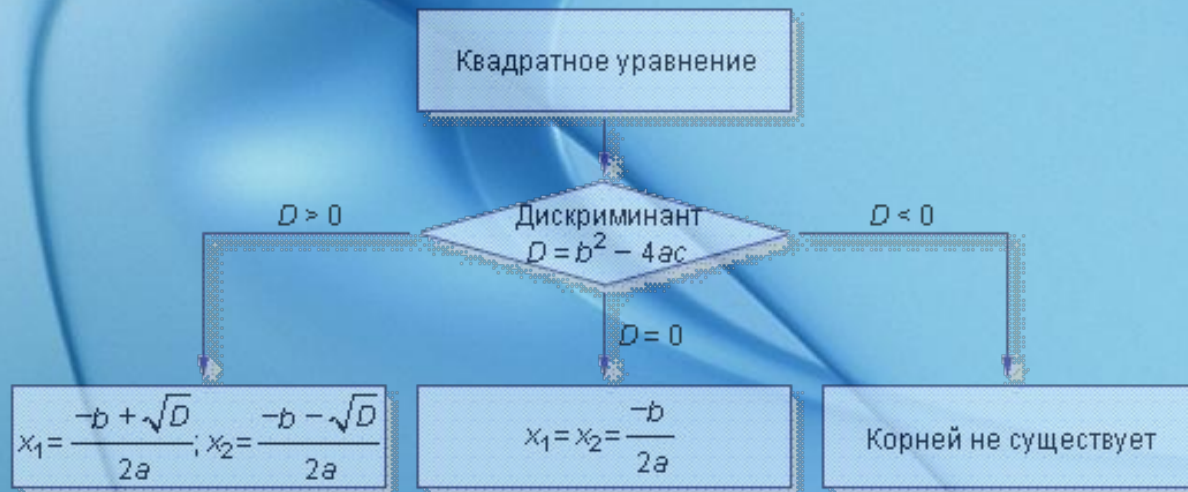 Квадратное уравнение
D > 0
Дискриминант
D = b² − 4ac
D < 0
D = 0
x₁ = (−b + √D)/2a; x₂ = (−b − √D)/2a
x₁ = x₂ = −b/2a
Корней не существует